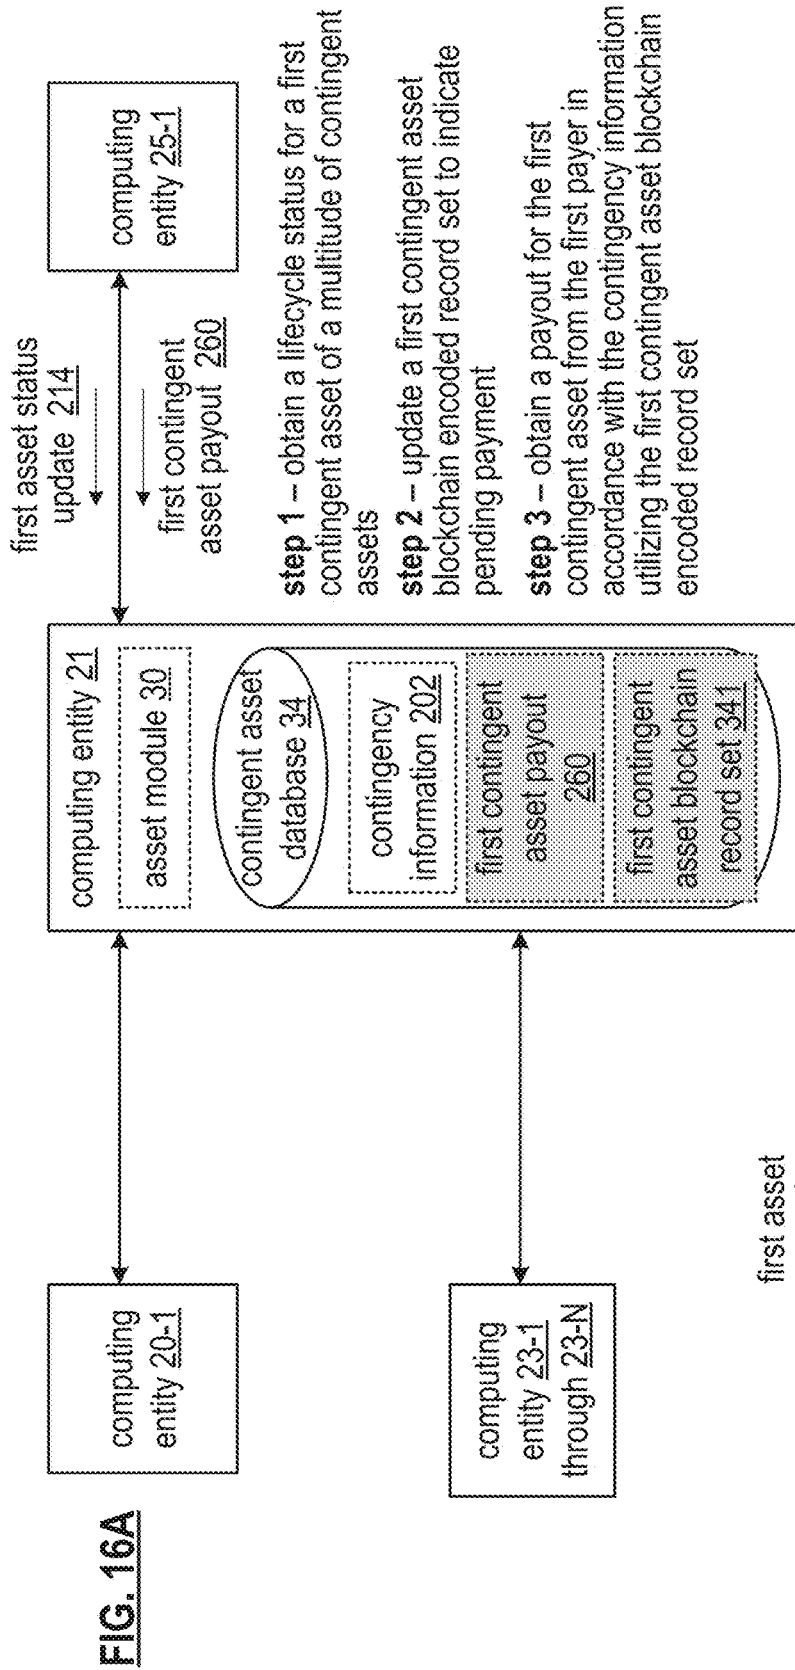 FIG. 16A
computing
entity 20-1
computing
entity 23-1
through 23-N
computing entity 21
asset module 30
contingent asset
database 34
contingency
information 202
first contingent
asset payout
260
first contingent
asset blockchain
record set 341
first asset status
update 214
first contingent
asset payout 260
computing
entity 25-1
step 1 – obtain a lifecycle status for a first
contingent asset of a multitude of contingent
assets
step 2 – update a first contingent asset
blockchain encoded record set to indicate
pending payment
step 3 – obtain a payout for the first
contingent asset from the first payer in
accordance with the contingency information
utilizing the first contingent asset blockchain
encoded record set
first asset